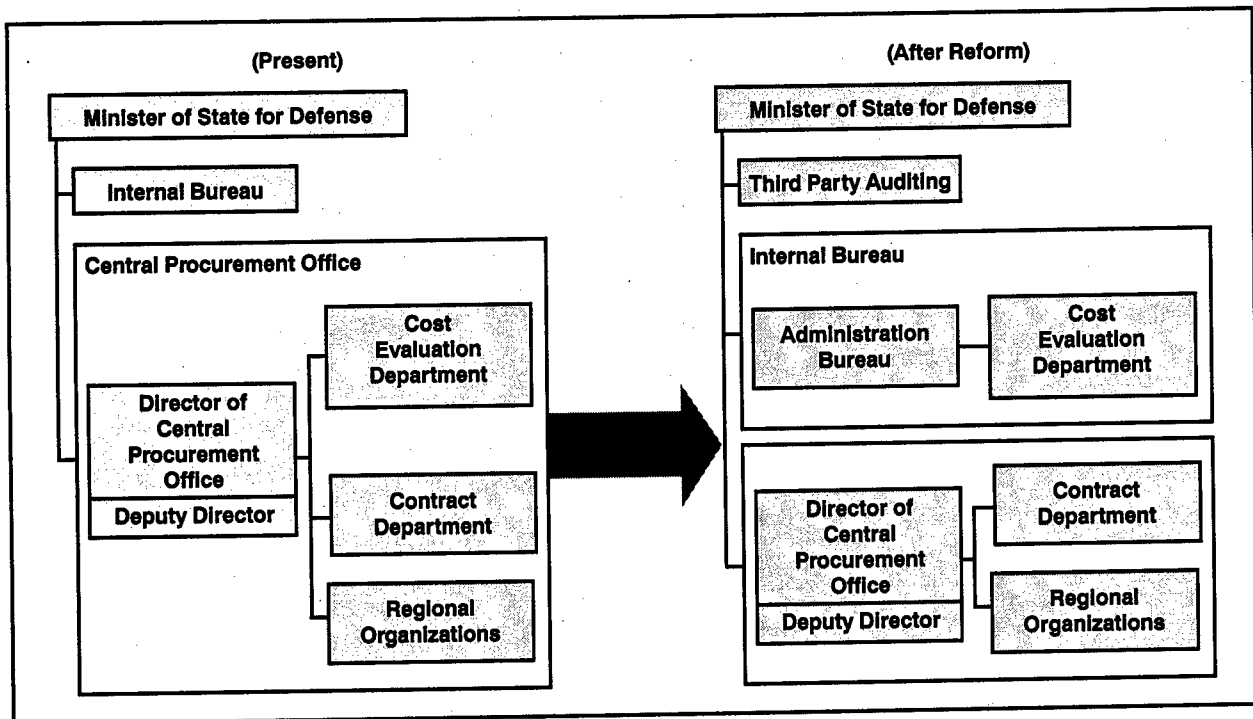 (Present)
Minister of State for Defense
Internal Bureau
Central Procurement Office
Cost
Evaluation
Department
Director of
Central
Procurement
Office
Deputy Director
Contract
Department
Regional
Organizations
(After Reform)
Minister of State for Defense
Third Party Auditing
Internal Bureau
Administration
Bureau
Cost
Evaluation
Department
Director of
Central
Procurement
Office
Deputy Director
Contract
Department
Regional
Organizations